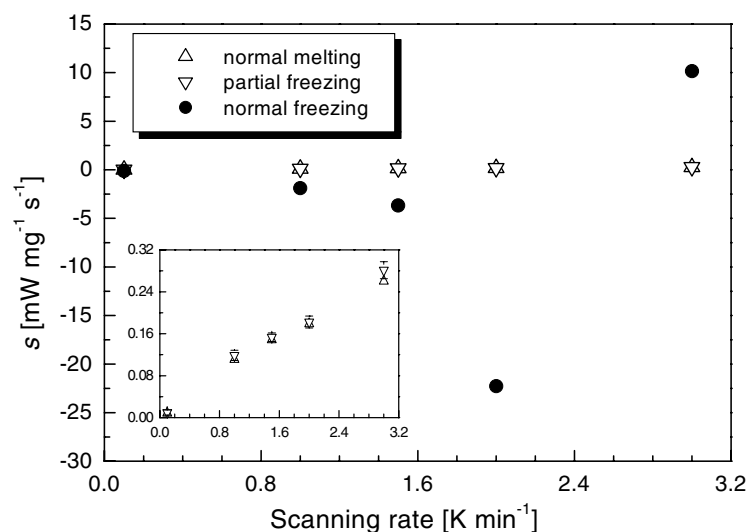 15
10
5
0
-5
-10
-15
-20
-25
-30
s [mW mg⁻¹ s⁻¹]
normal melting
partial freezing
normal freezing
0.32
0.24
0.16
0.08
0.00
0.0 0.8 1.6 2.4 3.2
0.0 0.8 1.6 2.4 3.2
Scanning rate [K min⁻¹]